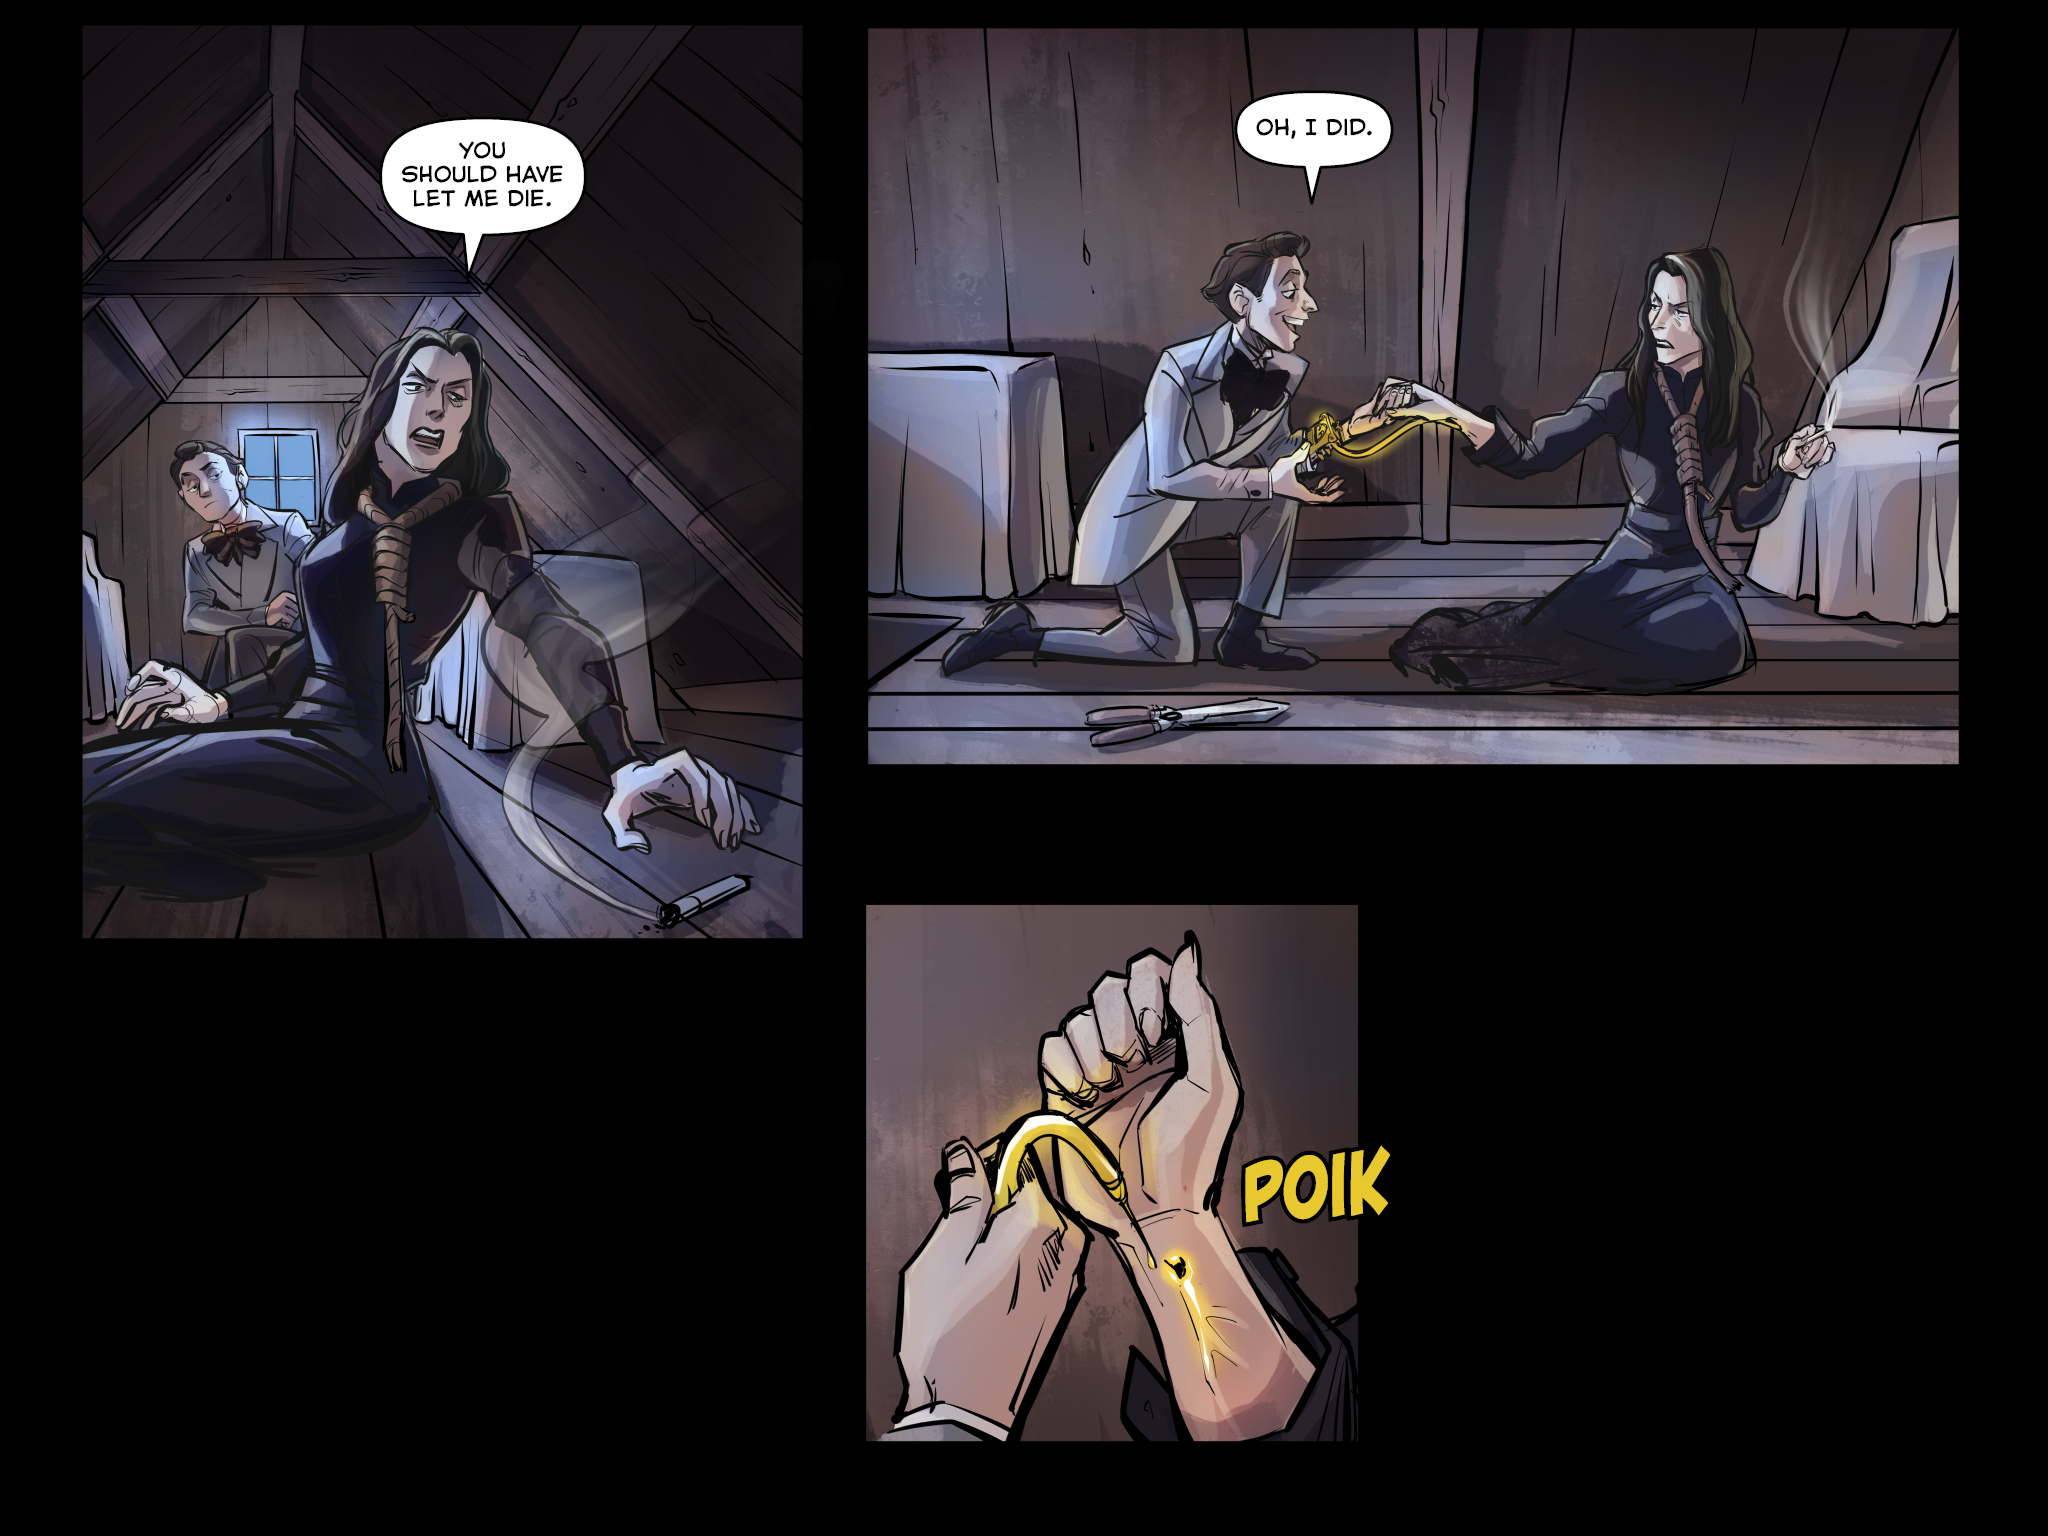 YOU
SHOULD HAVE
LET ME DIE.
OH, I DID.
POIK